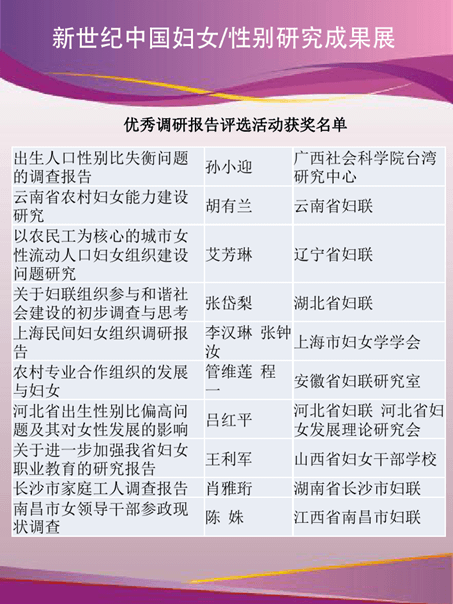 新世纪中国妇女/性别研究成果展
优秀调研报告评选活动获奖名单
出生人口性别比失衡问题
的调查报告
孙小迎
广西社会科学院台湾
研究中心
云南省农村妇女能力建设
研究
胡有兰
云南省妇联
以农民工为核心的城市女
性流动人口妇女组织建设
问题研究
艾芳琳
辽宁省妇联
关于妇联组织参与和谐社
会建设的初步调查与思考
张岱梨
湖北省妇联
上海民间妇女组织调研报
告
李汉琳 张钟
汝
上海市妇女学学会
农村专业合作组织的发展
与妇女
管维莲 程
一
安徽省妇联研究室
河北省出生性别比偏高问
题及其对女性发展的影响
吕红平
河北省妇联 河北省妇
女发展理论研究会
关于进一步加强我省妇女
职业教育的研究报告
王利军
山西省妇女干部学校
长沙市家庭工人调查报告
肖雅珩
湖南省长沙市妇联
南昌市女领导干部参政现
状调查
陈 姝
江西省南昌市妇联